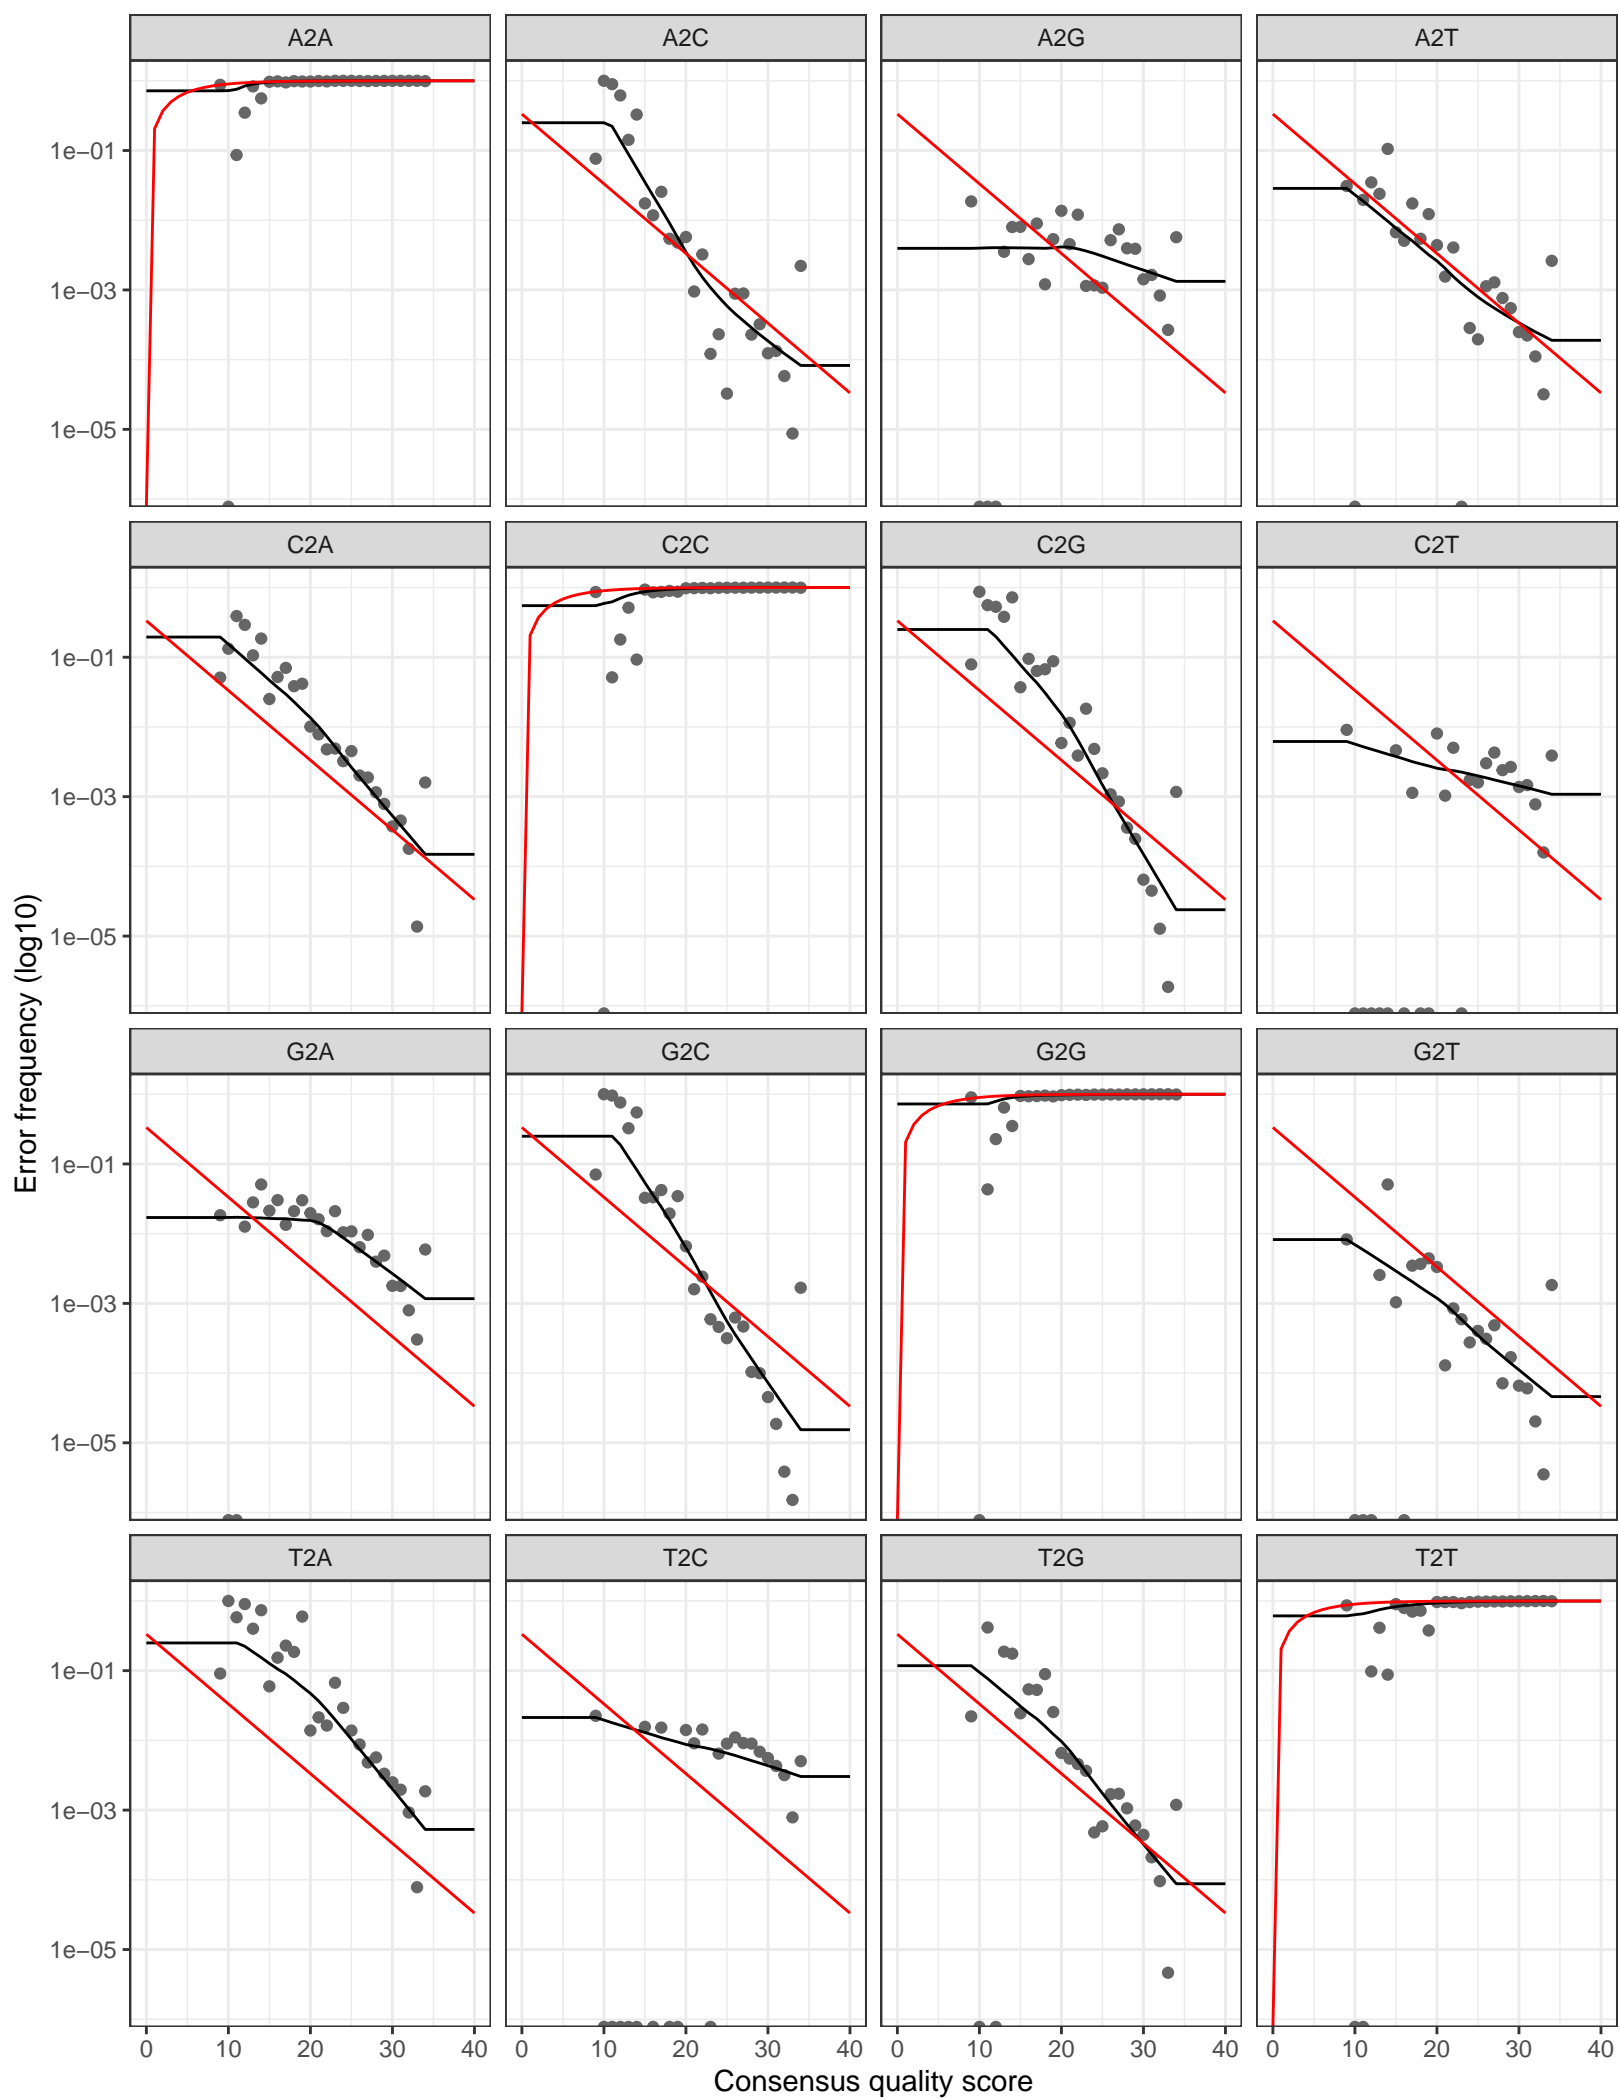 A2A A2C A2G A2T
1e−01
1e−03
1e−05
C2A C2C C2G C2T
1e−01
1e−03
1e−05
G2A G2C G2G G2T
1e−01
1e−03
1e−05
T2A T2C T2G T2T
1e−01
1e−03
1e−05
0 10 20 30 40 0 10 20 30 40 0 10 20 30 40 0 10 20 30 40
Consensus quality score
Error frequency (log10)